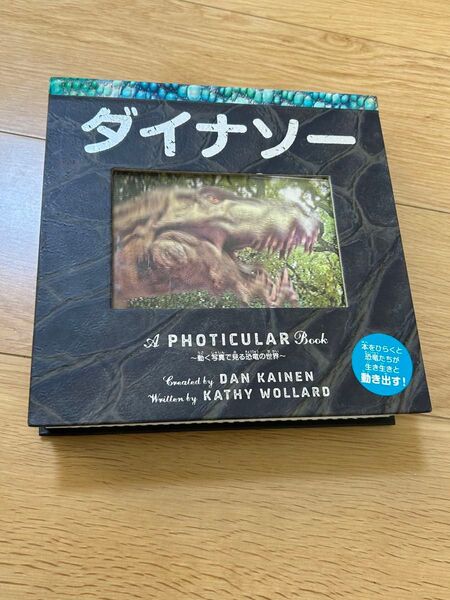 ダイナソー
A PHOTICULAR Book
～動く写真で見る恐竜の世界～
Created by DAN KAINEN
Written by KATHY WOLLARD
本をひらくと
恐竜たちが
生き生きと
動き出す!